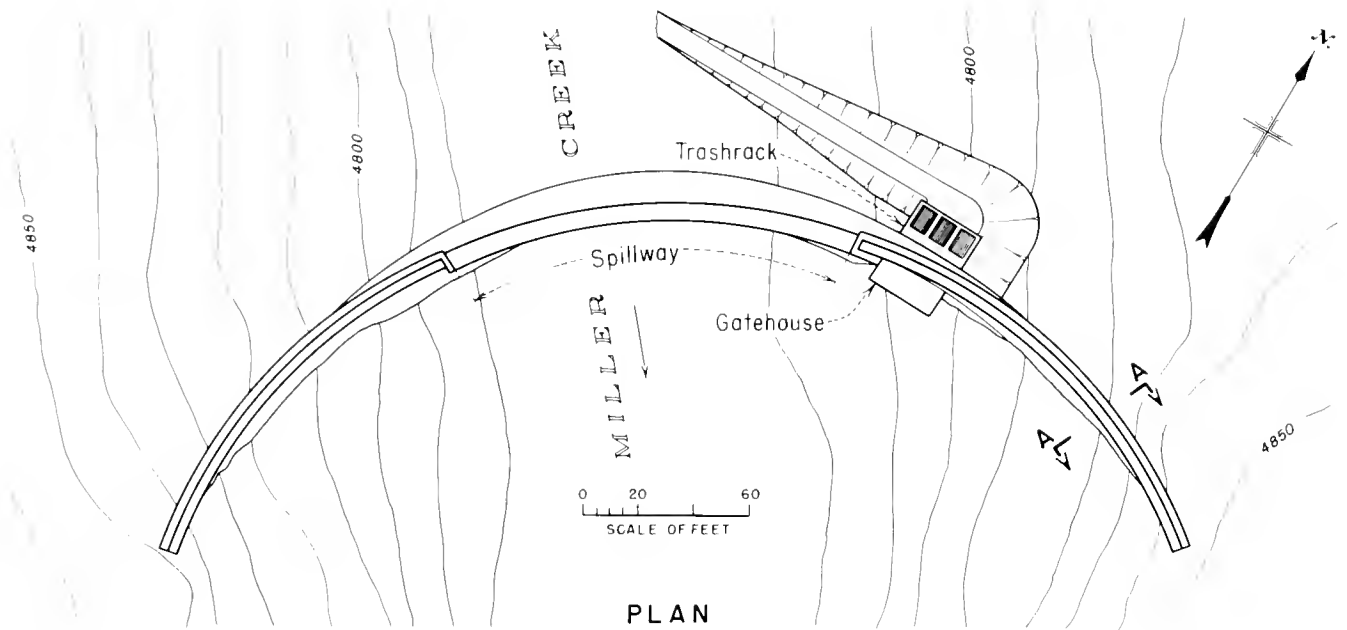 N
CREEK
4800
4800
Trashrack
4850
Spillway
MILLER
Gatehouse
A
A
4850
0 20 60
SCALE OF FEET
PLAN